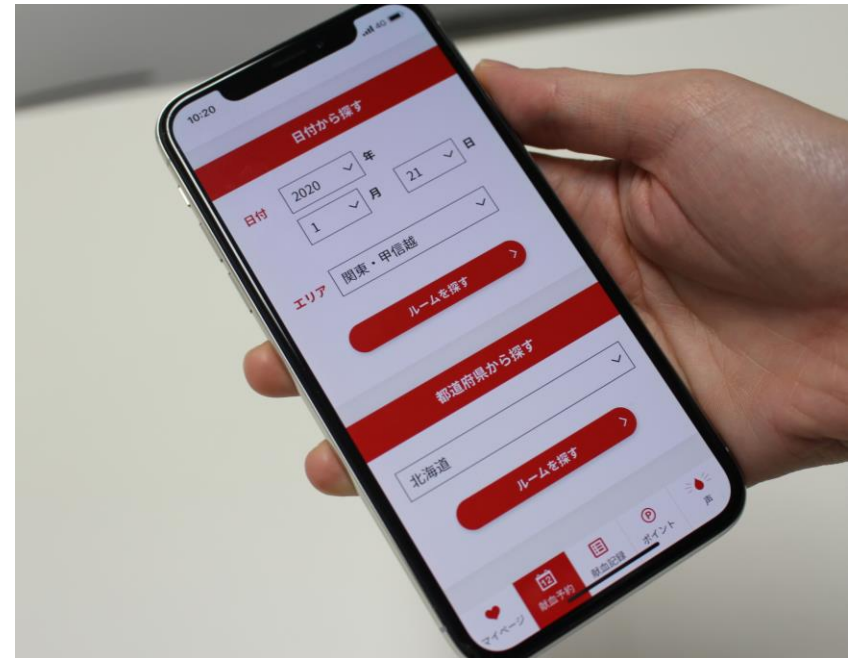 10:20
4G
日付から探す
日付
2020 年
1 月 21 日
エリア
関東・甲信越
ルームを探す
都道府県から探す
北海道
ルームを探す
マイページ
12
献血予約
献血記録
P
ポイント
声